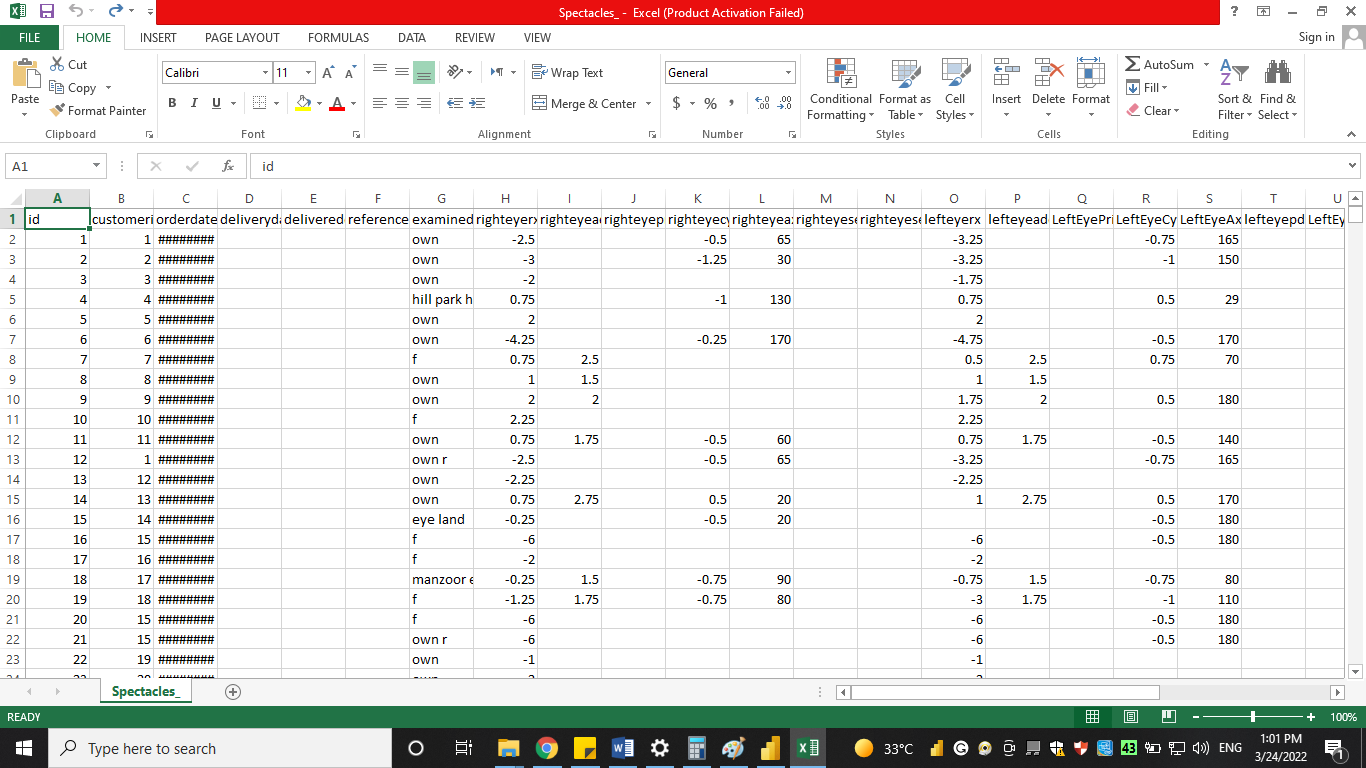 Spectacles_ - Excel (Product Activation Failed)
FILE HOME INSERT PAGE LAYOUT FORMULAS DATA REVIEW VIEW Sign in
Paste Cut Copy Format Painter
Calibri 11 B I U A
Wrap Text Merge & Center
General $ % ,
Conditional Formatting Format as Table Cell Styles
Insert Delete Format
AutoSum Fill Clear Sort & Filter Find & Select
Clipboard Font Alignment Number Styles Cells Editing
A1 fx id
A B C D E F G H I J K L M N O P Q R S T U
1 id customeri orderdate deliveryda delivered reference examined righteyerx righteyead righteyep righteyecy righteyeax righteyese righteyese lefteyerx lefteyead LeftEyePri LeftEyeCy LeftEyeAx lefteyepd LeftEy
2 1 1 ######## own -2.5 -0.5 65 -3.25 -0.75 165
3 2 2 ######## own -3 -1.25 30 -3.25 -1 150
4 3 3 ######## own -2 -1.75
5 4 4 ######## hill park h 0.75 -1 130 0.75 0.5 29
6 5 5 ######## own 2 2
7 6 6 ######## own -4.25 -0.25 170 -4.75 -0.5 170
8 7 7 ######## f 0.75 2.5 0.5 2.5 0.75 70
9 8 8 ######## own 1 1.5 1 1.5
10 9 9 ######## own 2 2 1.75 2 0.5 180
11 10 10 ######## f 2.25 2.25
12 11 11 ######## own 0.75 1.75 -0.5 60 0.75 1.75 -0.5 140
13 12 1 ######## own r -2.5 -0.5 65 -3.25 -0.75 165
14 13 12 ######## own -2.25 -2.25
15 14 13 ######## own 0.75 2.75 0.5 20 1 2.75 0.5 170
16 15 14 ######## eye land -0.25 -0.5 20 -0.5 180
17 16 15 ######## f -6 -6 -0.5 180
18 17 16 ######## f -2 -2
19 18 17 ######## manzoor e -0.25 1.5 -0.75 90 -0.75 1.5 -0.75 80
20 19 18 ######## f -1.25 1.75 -0.75 80 -3 1.75 -1 110
21 20 15 ######## f -6 -6 -0.5 180
22 21 15 ######## own r -6 -6 -0.5 180
23 22 19 ######## own -1 -1
Spectacles_
READY 100%
Type here to search 33°C 43 ENG 1:01 PM
3/24/2022 1